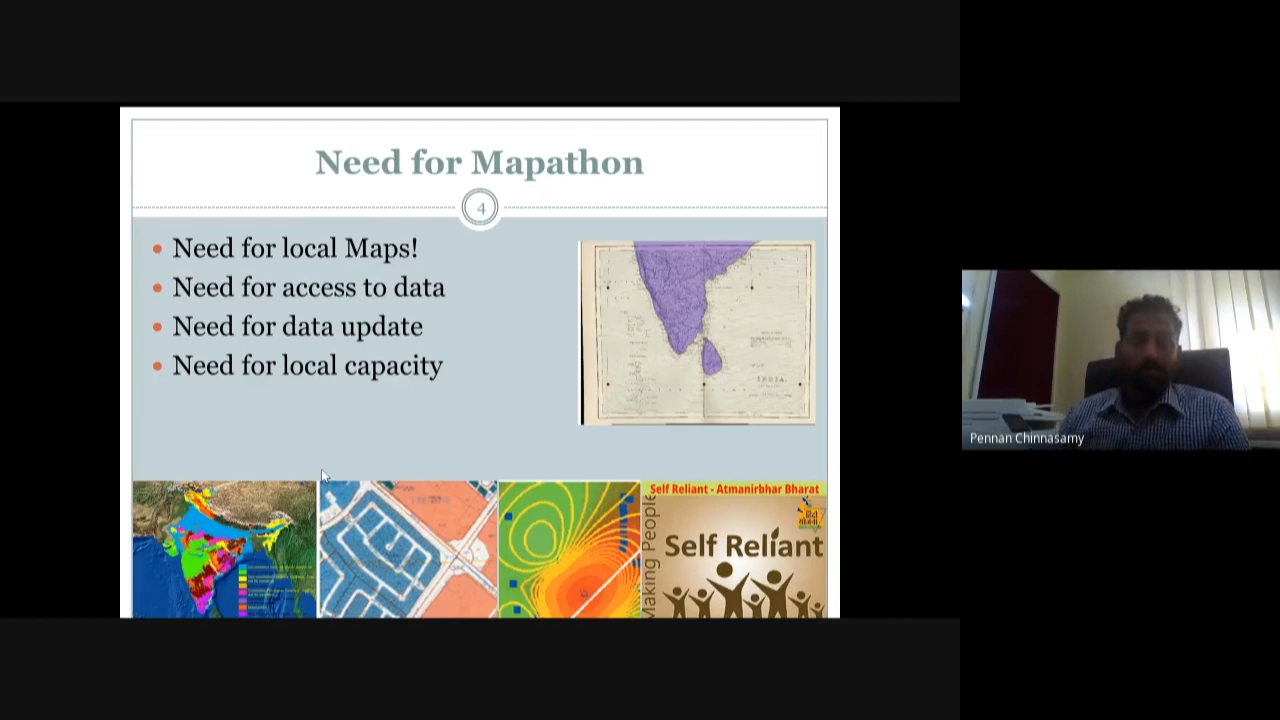 Need for Mapathon
4
• Need for local Maps!
• Need for access to data
• Need for data update
• Need for local capacity
INDIA
Self Reliant - Atmanirbhar Bharat
Making People
Self Reliant
Pennan Chinnasamy